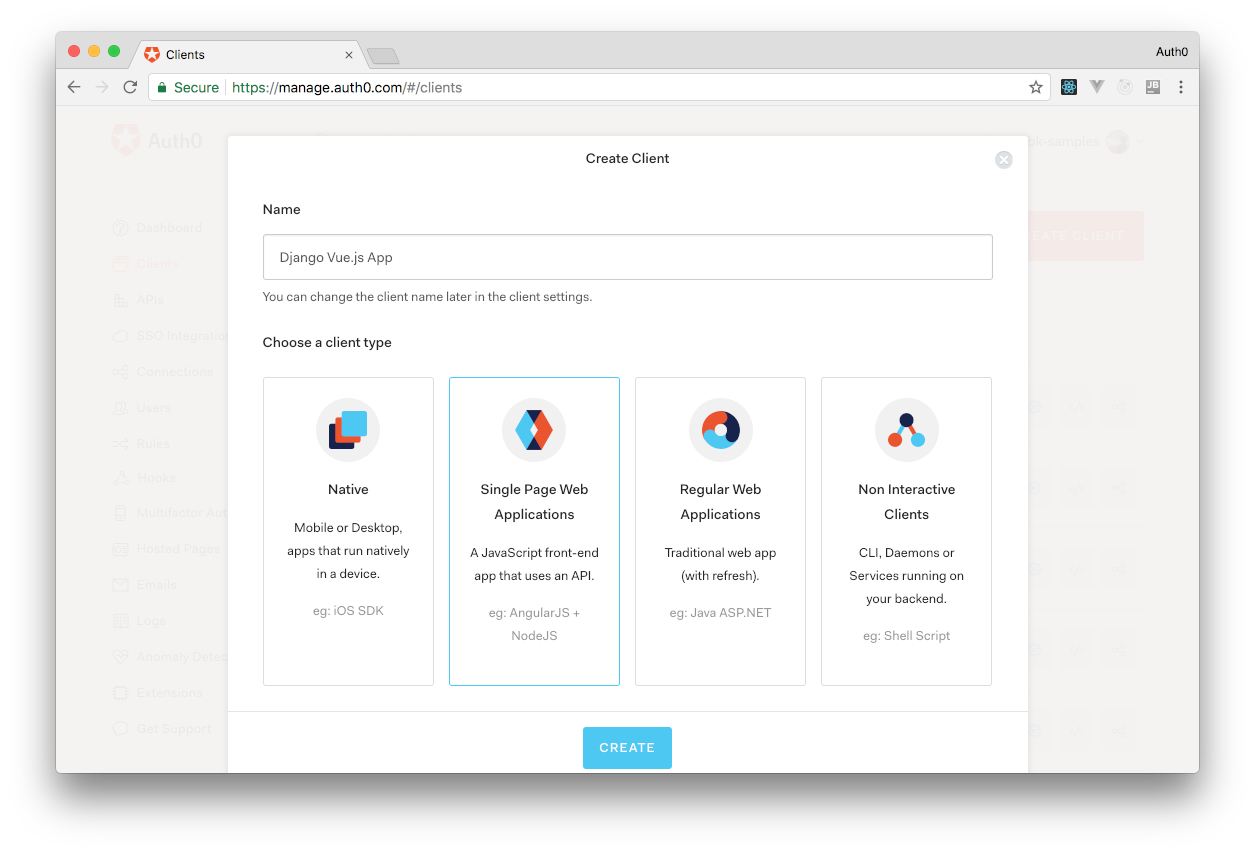 Clients
Auth0
Secure https://manage.auth0.com/#/clients
JB
Auth0
bk-samples
Create Client
Name
CREATE CLIENT
Django Vue.js App
You can change the client name later in the client settings.
Choose a client type
Dashboard
Clients
APIs
SSO Integration
Connections
Users
Rules
Hooks
Multifactor Aut
Hosted Pages
Emails
Logs
Anomaly Detec
Extensions
Get Support
Native
Mobile or Desktop,
apps that run natively
in a device.
eg: iOS SDK
Single Page Web
Applications
A JavaScript front-end
app that uses an API.
eg: AngularJS +
NodeJS
Regular Web
Applications
Traditional web app
(with refresh).
eg: Java ASP.NET
Non Interactive
Clients
CLI, Daemons or
Services running on
your backend.
eg: Shell Script
CREATE